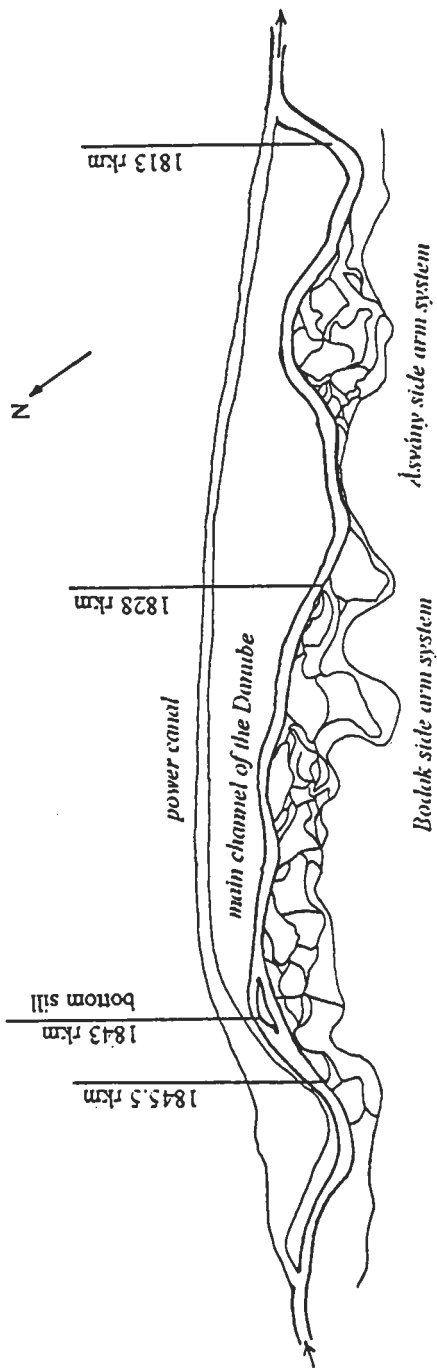 N
1813 rkm
1828 rkm
power canal
main channel of the Danube
bottom sill
1843 rkm
1845.5 rkm
Ásvány side arm system
Bodak side arm system